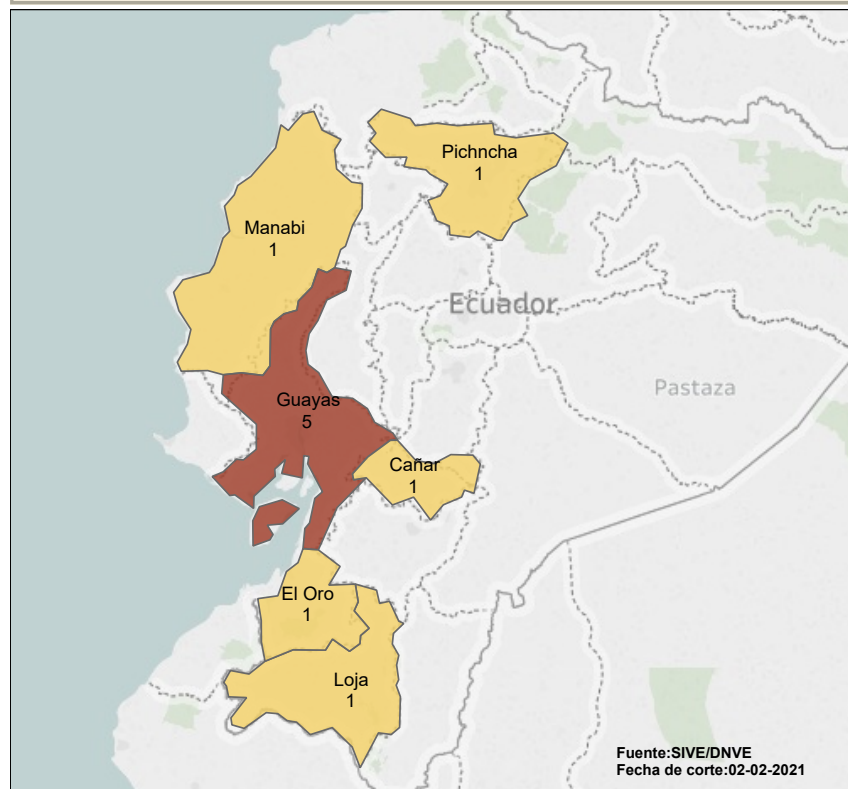 Pichncha
1
Manabi
1
Ecuador
Pastaza
Guayas
5
Cañar
1
El Oro
1
Loja
1
Fuente:SIVE/DNVE
Fecha de corte:02-02-2021